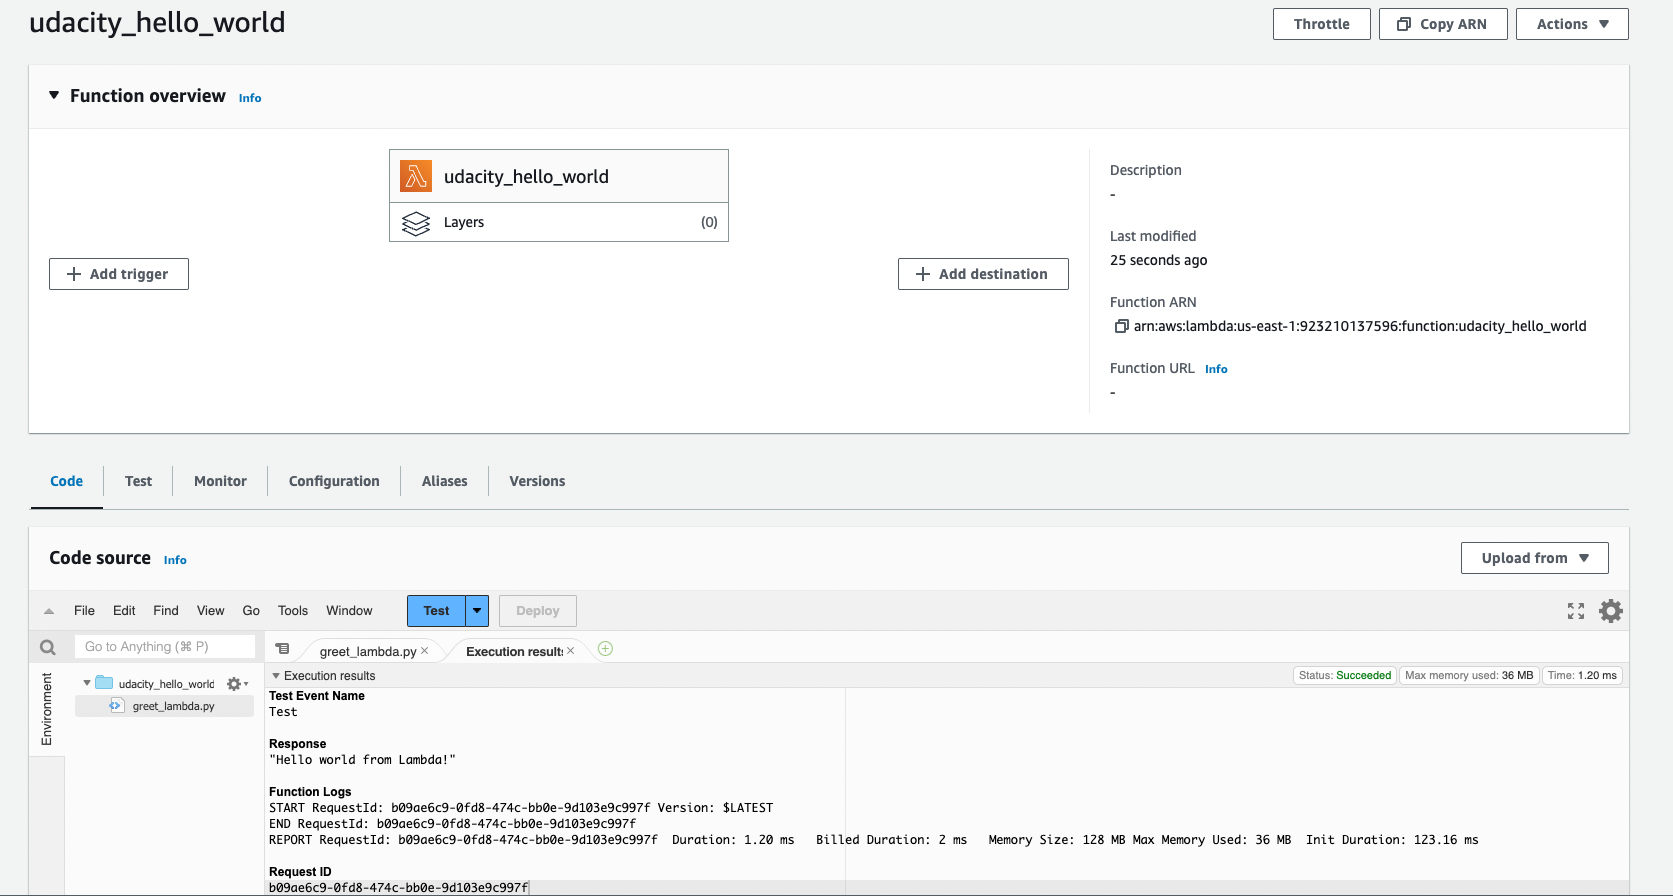 udacity_hello_world
Throttle
Copy ARN
Actions
Function overview Info
udacity_hello_world
Layers (0)
Add trigger
Add destination
Description
-
Last modified
25 seconds ago
Function ARN
arn:aws:lambda:us-east-1:923210137596:function:udacity_hello_world
Function URL Info
-
Code Test Monitor Configuration Aliases Versions
Code source Info
Upload from
File Edit Find View Go Tools Window Test Deploy
Go to Anything (⌘ P)
greet_lambda.py
Execution results
Environment
udacity_hello_world
greet_lambda.py
Execution results
Status: Succeeded Max memory used: 36 MB Time: 1.20 ms
Test Event Name
Test
Response
"Hello world from Lambda!"
Function Logs
START RequestId: b09ae6c9-0fd8-474c-bb0e-9d103e9c997f Version: $LATEST
END RequestId: b09ae6c9-0fd8-474c-bb0e-9d103e9c997f
REPORT RequestId: b09ae6c9-0fd8-474c-bb0e-9d103e9c997f Duration: 1.20 ms Billed Duration: 2 ms Memory Size: 128 MB Max Memory Used: 36 MB Init Duration: 123.16 ms
Request ID
b09ae6c9-0fd8-474c-bb0e-9d103e9c997f